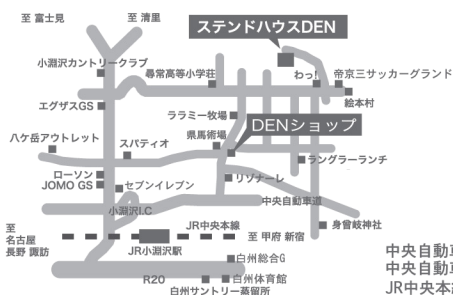 至 富士見
至 清里
ステンドハウスDEN
小淵沢カントリークラブ
尋常高等小学荘
わっ!
帝京三サッカーグランド
エグザスGS
絵本村
ララミー牧場
DENショップ
県馬術場
八ケ岳アウトレット
スパティオ
ラングラーランチ
ローソン
JOMO GS
セブンイレブン
リゾナーレ
中央自動車道
小淵沢I.C
身曾岐神社
至
名古屋
長野 諏訪
JR中央本線
至 甲府 新宿
JR小淵沢駅
中央自動車
中央自動車
JR中央本線
白州総合G
R20
白州体育館
白州サントリー蒸留所